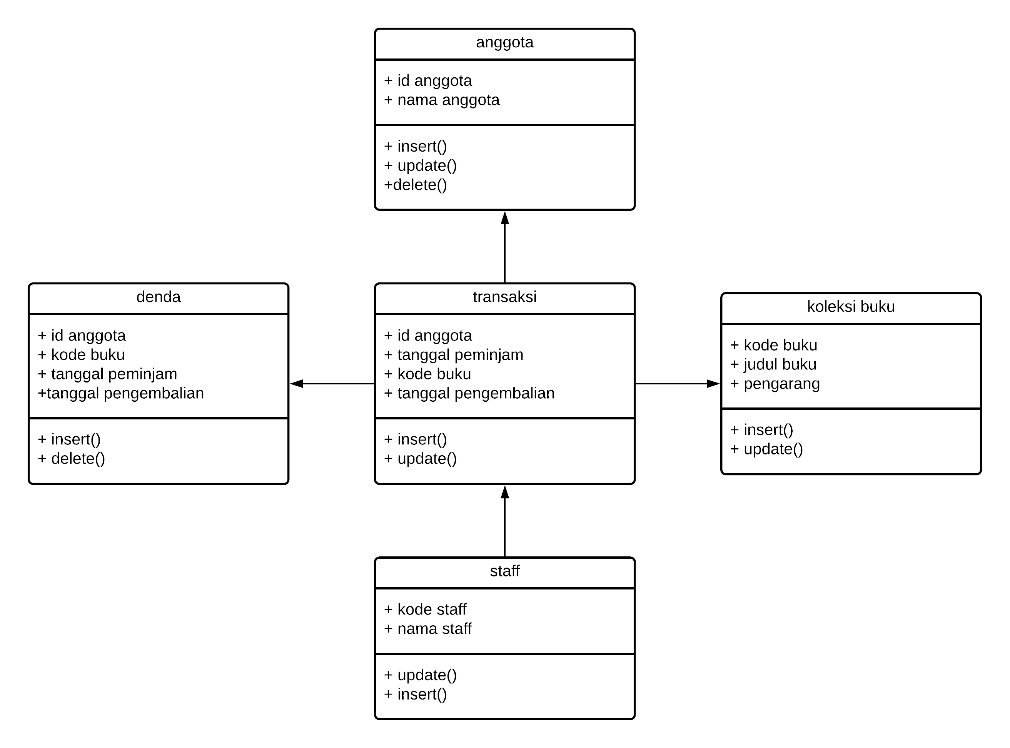 anggota
+ id anggota
+ nama anggota
+ insert()
+ update()
+delete()
denda
+ id anggota
+ kode buku
+ tanggal peminjam
+tanggal pengembalian
+ insert()
+ delete()
transaksi
+ id anggota
+ tanggal peminjam
+ kode buku
+ tanggal pengembalian
+ insert()
+ update()
koleksi buku
+ kode buku
+ judul buku
+ pengarang
+ insert()
+ update()
staff
+ kode staff
+ nama staff
+ update()
+ insert()